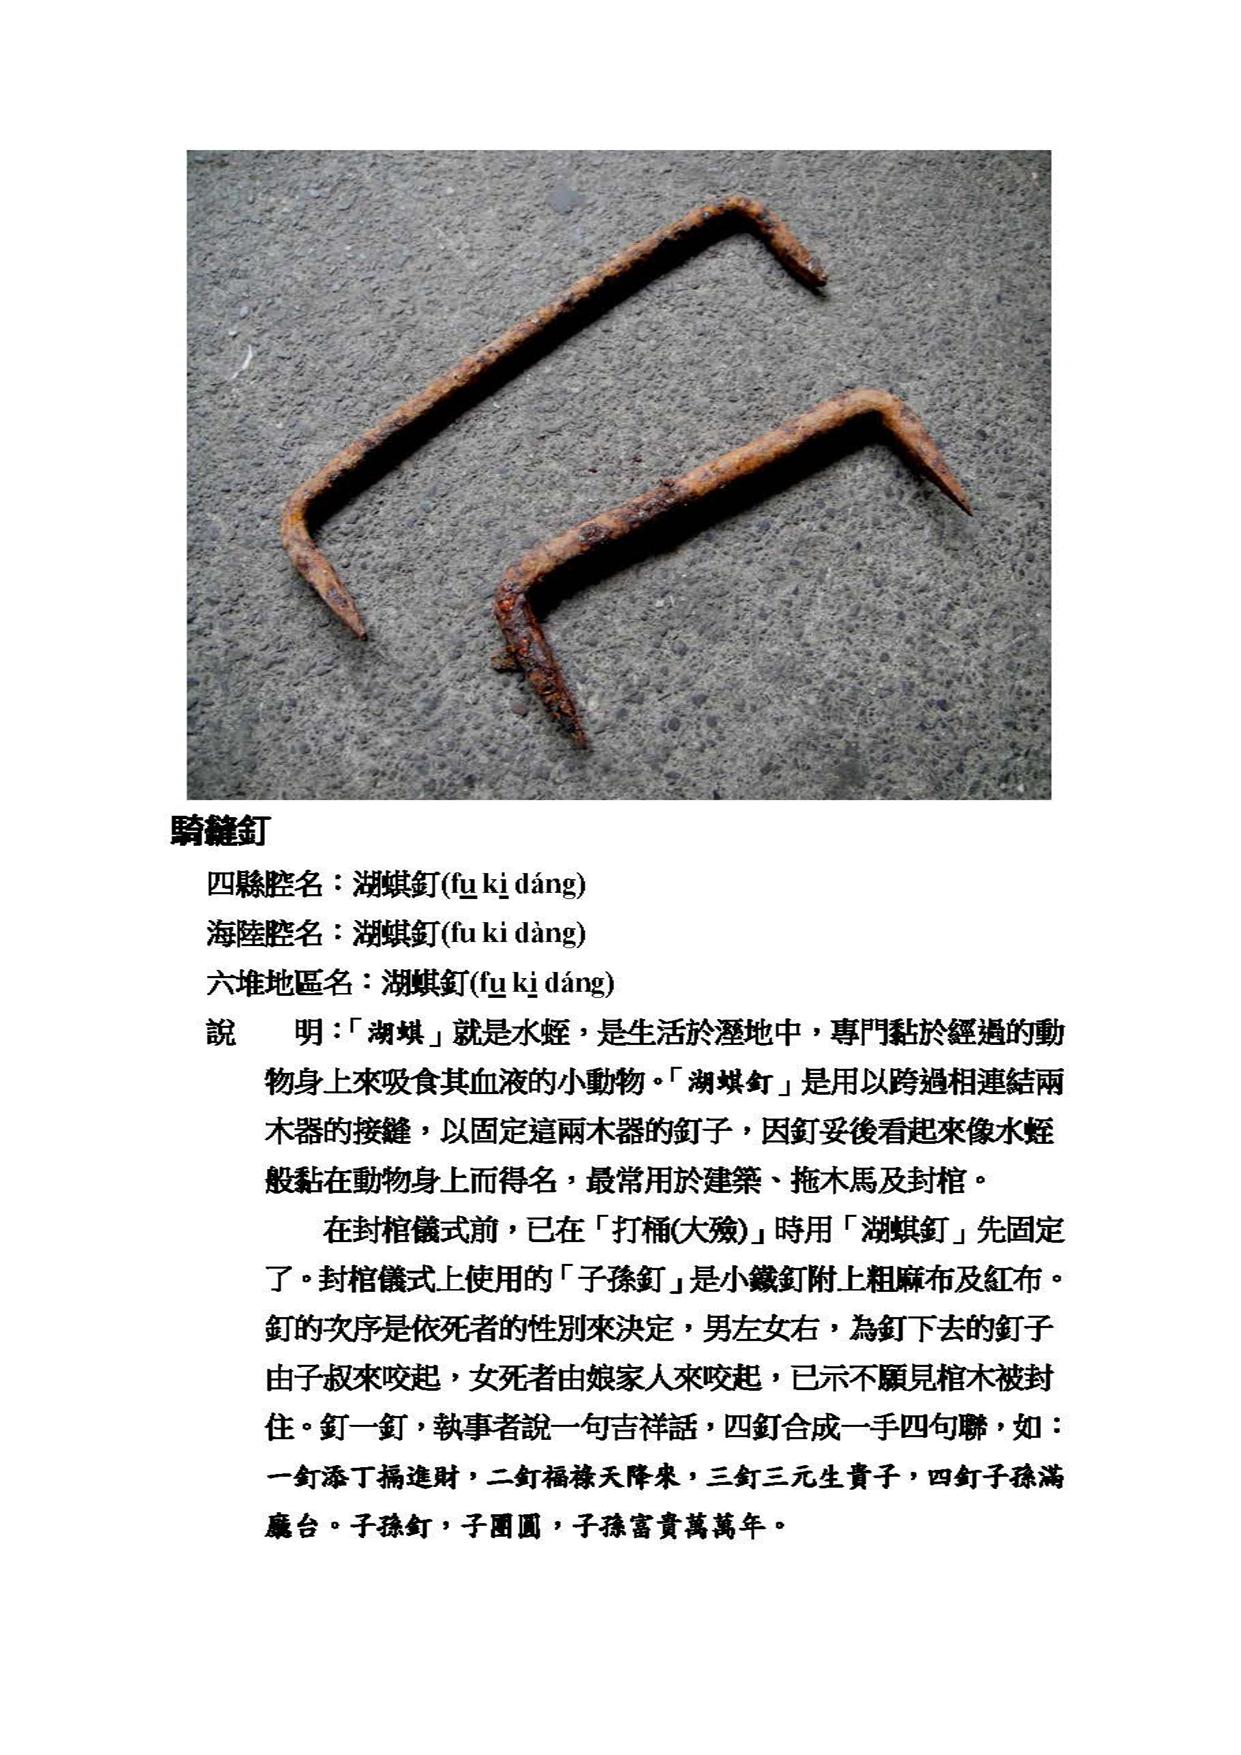 騎縫釘
四縣腔名：湖蜞釘(fu̲ ki̲ dáng)
海陸腔名：湖蜞釘(fu ki dàng)
六堆地區名：湖蜞釘(fu̲ ki̲ dáng)
說　　明：「湖蜞」就是水蛭，是生活於溼地中，專門黏於經過的動
物身上來吸食其血液的小動物。「湖蜞釘」是用以跨過相連結兩
木器的接縫，以固定這兩木器的釘子，因釘妥後看起來像水蛭
般黏在動物身上而得名，最常用於建築、拖木馬及封棺。
在封棺儀式前，已在「打桶(大殮)」時用「湖蜞釘」先固定
了。封棺儀式上使用的「子孫釘」是小鐵釘附上粗麻布及紅布。
釘的次序是依死者的性別來決定，男左女右，為釘下去的釘子
由子叔來咬起，女死者由娘家人來咬起，已示不願見棺木被封
住。釘一釘，執事者說一句吉祥話，四釘合成一手四句聯，如：
一釘添丁搧進財，二釘福祿天降來，三釘三元生貴子，四釘子孫滿
廳台。子孫釘，子團圓，子孫富貴萬萬年。